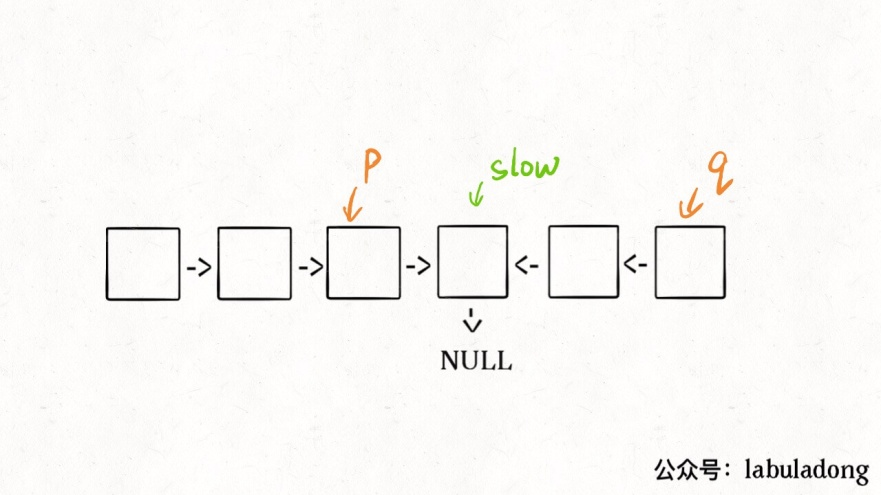 p
slow
q
-> -> -> <- <-
NULL
公众号：labuladong